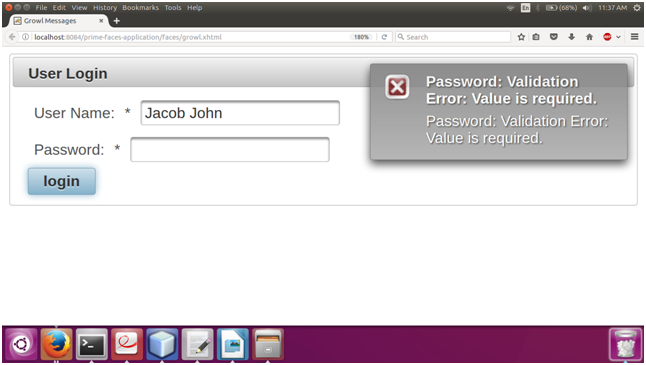 File Edit View History Bookmarks Tools Help
En
(68%)
11:37 AM
Growl Messages
localhost:8084/prime-faces-application/faces/growl.xhtml
180%
Search
User Login
User Name: * Jacob John
Password: *
login
Password: Validation
Error: Value is required.
Password: Validation Error:
Value is required.